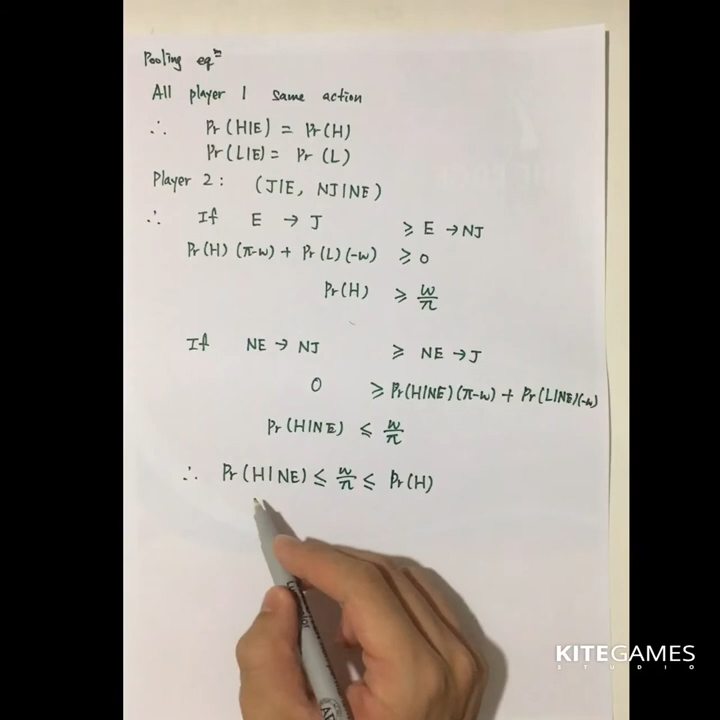 Pooling eqᵐ
All player 1 same action
∴ Pr(H|E) = Pr(H)
Pr(L|E) = Pr(L)
Player 2: (J|E, NJ|NE)
∴ If E → J ≥ E → NJ
Pr(H)(π-w) + Pr(L)(-w) ≥ 0
Pr(H) ≥ w/π
If NE → NJ ≥ NE → J
0 ≥ Pr(H|NE)(π-w) + Pr(L|NE)(-w)
Pr(H|NE) ≤ w/π
∴ Pr(H|NE) ≤ w/π ≤ Pr(H)
KITEGAMES
STUDIO